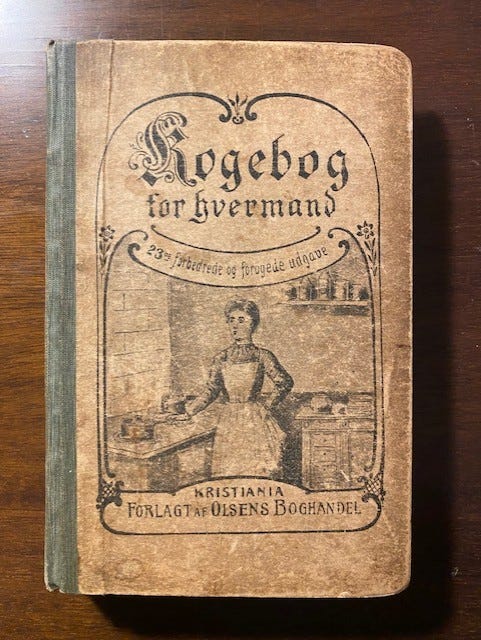 Kogebog
for hvermand
23de forbedrede og forøgede udgave
KRISTIANIA
FORLAGT AF OLSENS BOGHANDEL